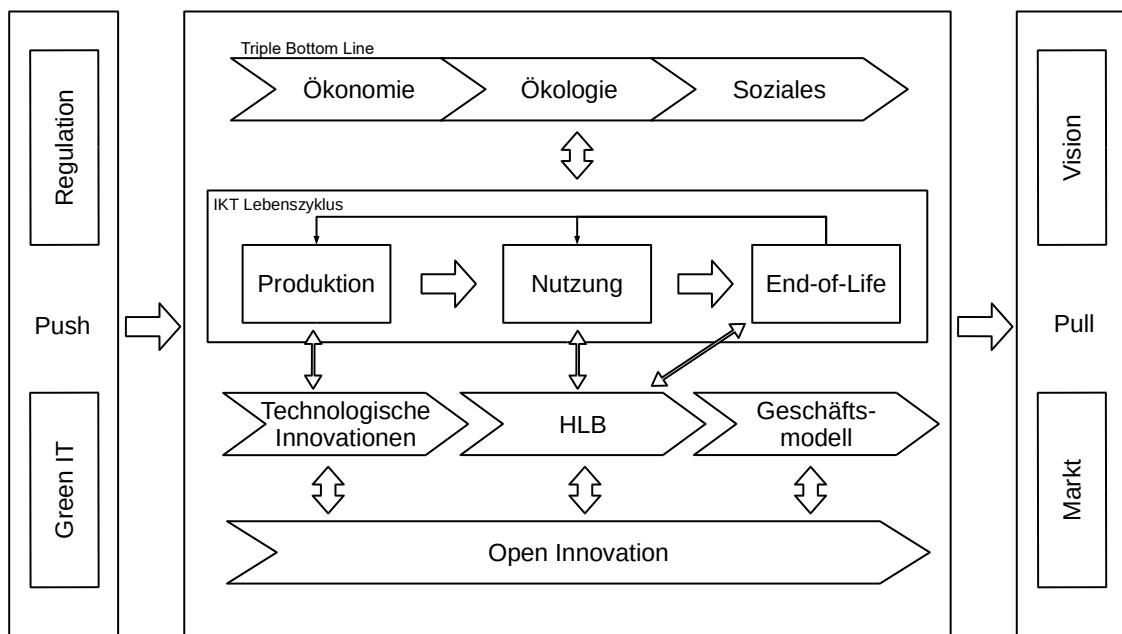 Regulation
Push
Green IT
Triple Bottom Line
Ökonomie
Ökologie
Soziales
IKT Lebenszyklus
Produktion
Nutzung
End-of-Life
Technologische
Innovationen
HLB
Geschäfts-
modell
Open Innovation
Vision
Pull
Markt